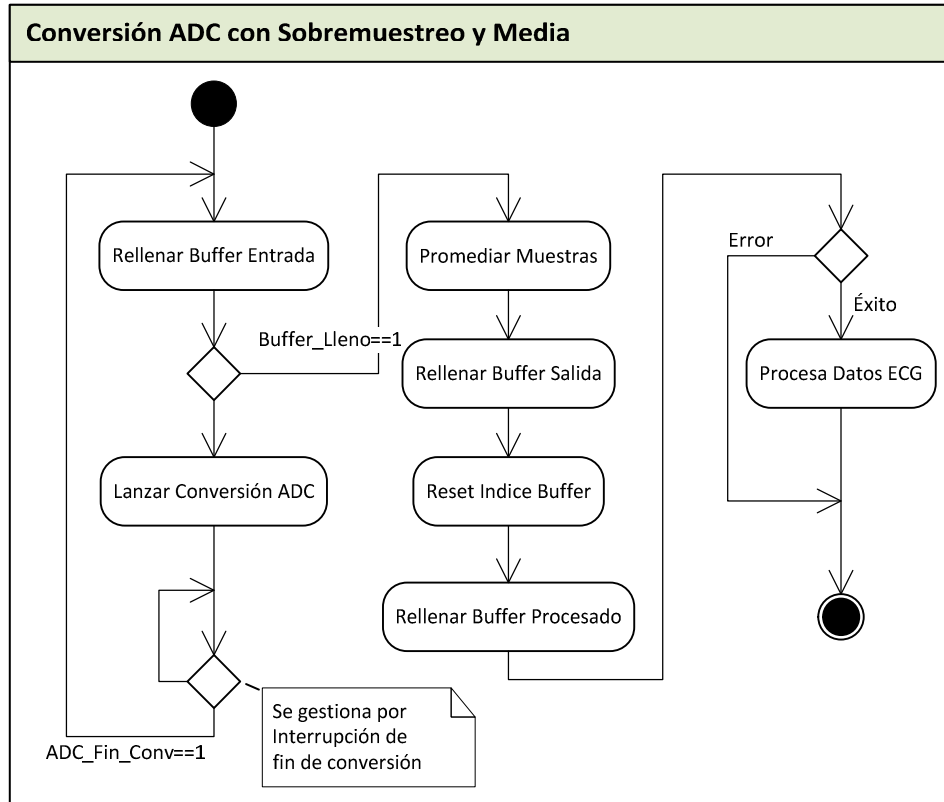 Conversión ADC con Sobremuestreo y Media
Rellenar Buffer Entrada
Buffer_Lleno==1
Lanzar Conversión ADC
ADC_Fin_Conv==1
Se gestiona por
Interrupción de
fin de conversión
Promediar Muestras
Rellenar Buffer Salida
Reset Indice Buffer
Rellenar Buffer Procesado
Error
Éxito
Procesa Datos ECG